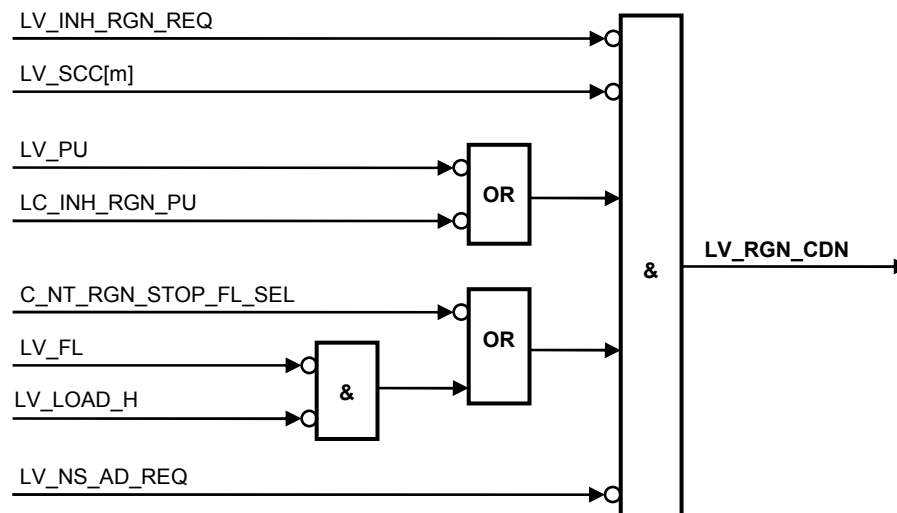 LV_INH_RGN_REQ
LV_SCC[m]
LV_PU
OR
LC_INH_RGN_PU
LV_RGN_CDN
&
C_NT_RGN_STOP_FL_SEL
OR
LV_FL
&
LV_LOAD_H
LV_NS_AD_REQ